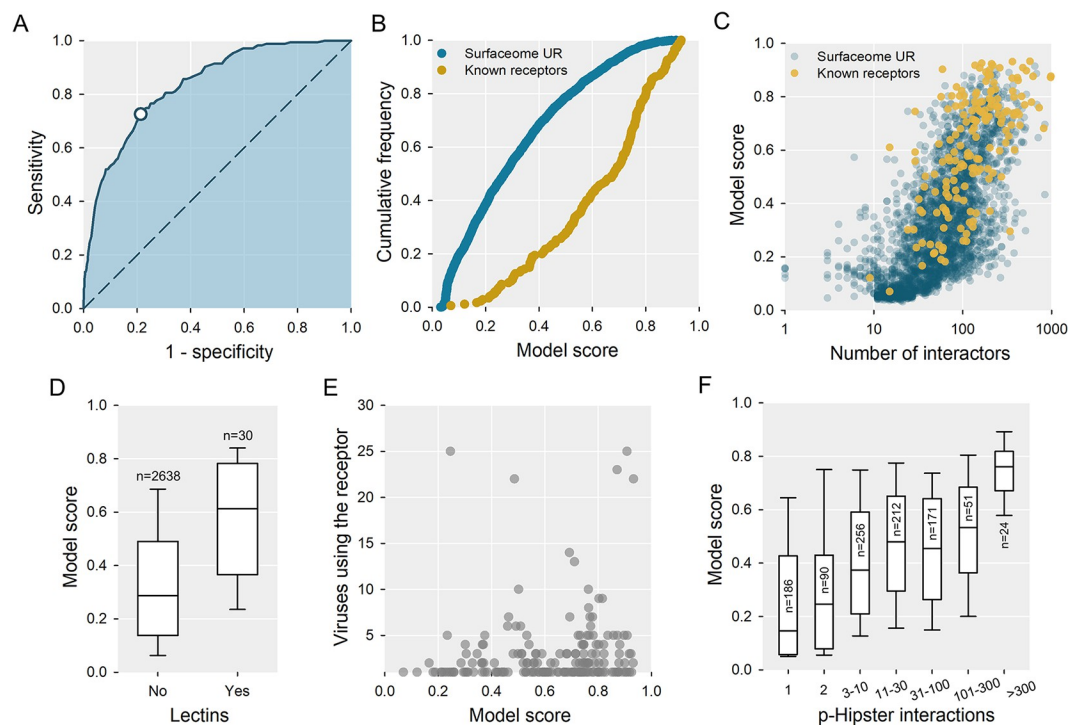 A
Sensitivity
1.0
0.8
0.6
0.4
0.2
0.0
0.0 0.2 0.4 0.6 0.8 1.0
1 - specificity
B
Cumulative frequency
1.0
0.8
0.6
0.4
0.2
0.0
Surfaceome UR
Known receptors
0.0 0.2 0.4 0.6 0.8 1.0
Model score
C
Model score
1.0
0.8
0.6
0.4
0.2
0.0
Surfaceome UR
Known receptors
1 10 100 1000
Number of interactors
D
Model score
1.0
0.8
0.6
0.4
0.2
0.0
n=2638
n=30
No Yes
Lectins
E
Viruses using the receptor
30
25
20
15
10
5
0.0 0.2 0.4 0.6 0.8 1.0
Model score
F
Model score
1.0
0.8
0.6
0.4
0.2
0.0
n=186
n=90
n=256
n=212
n=171
n=51
n=24
1 2 3-10 11-30 31-100 101-300 >300
p-Hipster interactions